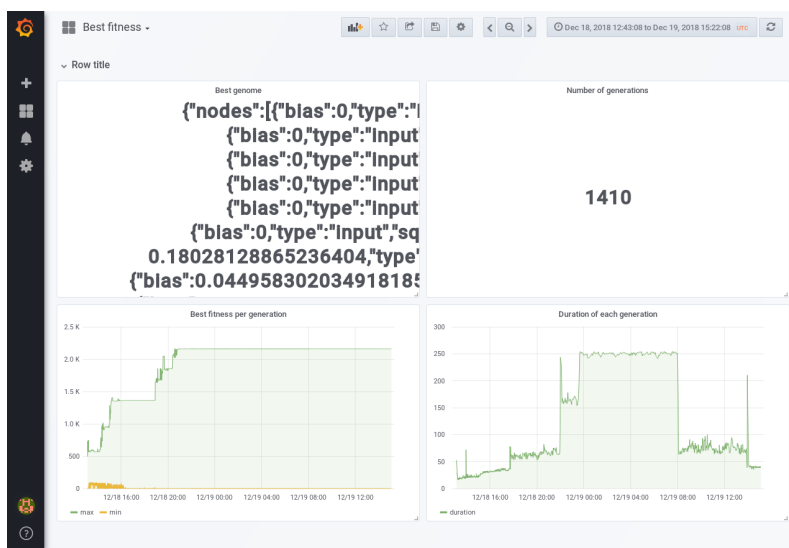 Best fitness
Dec 18, 2018 12:43:08 to Dec 19, 2018 15:22:08 UTC
Row title
Best genome
{"nodes":[{"bias":0,"type":"
{"bias":0,"type":"input"
{"bias":0,"type":"input"
{"bias":0,"type":"input"
{"bias":0,"type":"input"
{"bias":0,"type":"input","sq
0.18028128865236404,"type"
{"bias":0.044958302034918185
Number of generations
1410
Best fitness per generation
2.5 K
2.0 K
1.5 K
1.0 K
500
0
12/18 16:00 12/18 20:00 12/19 00:00 12/19 04:00 12/19 08:00 12/19 12:00
max min
Duration of each generation
300
250
200
150
100
50
0
12/18 16:00 12/18 20:00 12/19 00:00 12/19 04:00 12/19 08:00 12/19 12:00
duration